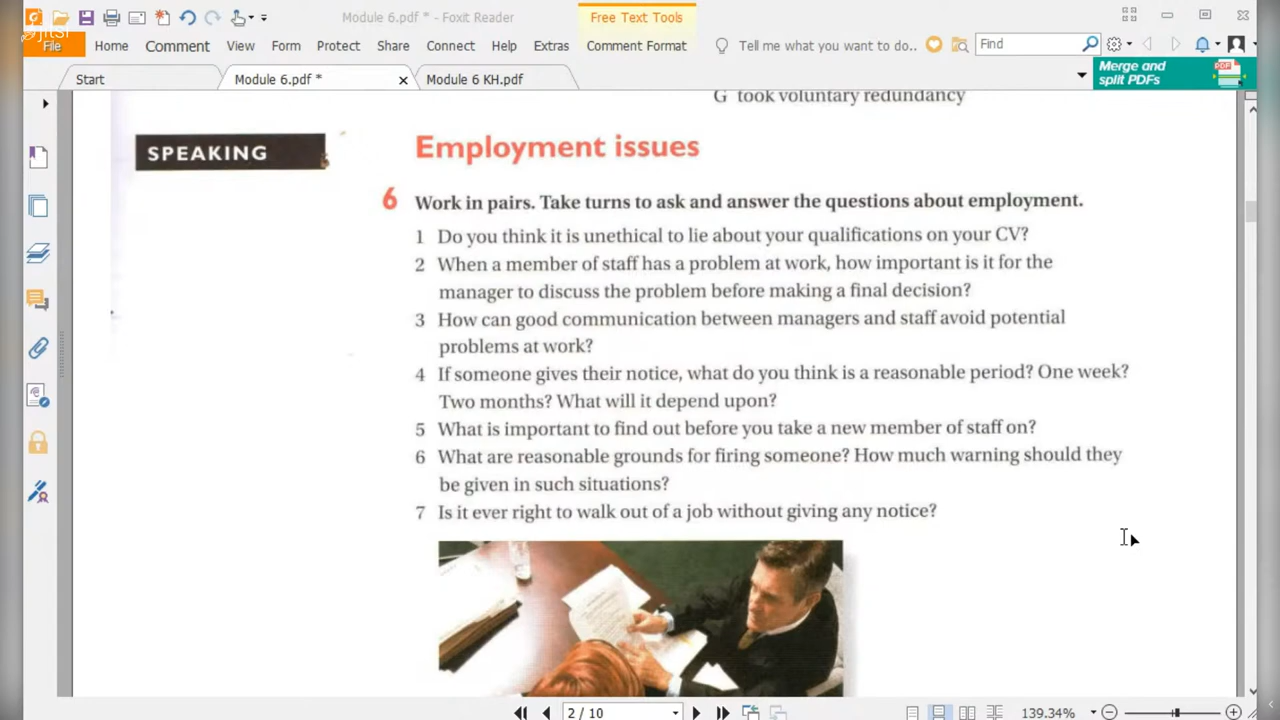 Module 6.pdf * - Foxit Reader
Free Text Tools
jitsi
File
Home
Comment
View
Form
Protect
Share
Connect
Help
Extras
Comment Format
Tell me what you want to do..
Find
Start
Module 6.pdf *
Module 6 KH.pdf
Merge and
split PDFs
PDF
G took voluntary redundancy
SPEAKING
Employment issues
6 Work in pairs. Take turns to ask and answer the questions about employment.
1 Do you think it is unethical to lie about your qualifications on your CV?
2 When a member of staff has a problem at work, how important is it for the
manager to discuss the problem before making a final decision?
3 How can good communication between managers and staff avoid potential
problems at work?
4 If someone gives their notice, what do you think is a reasonable period? One week?
Two months? What will it depend upon?
5 What is important to find out before you take a new member of staff on?
6 What are reasonable grounds for firing someone? How much warning should they
be given in such situations?
7 Is it ever right to walk out of a job without giving any notice?
2 / 10
139.34%